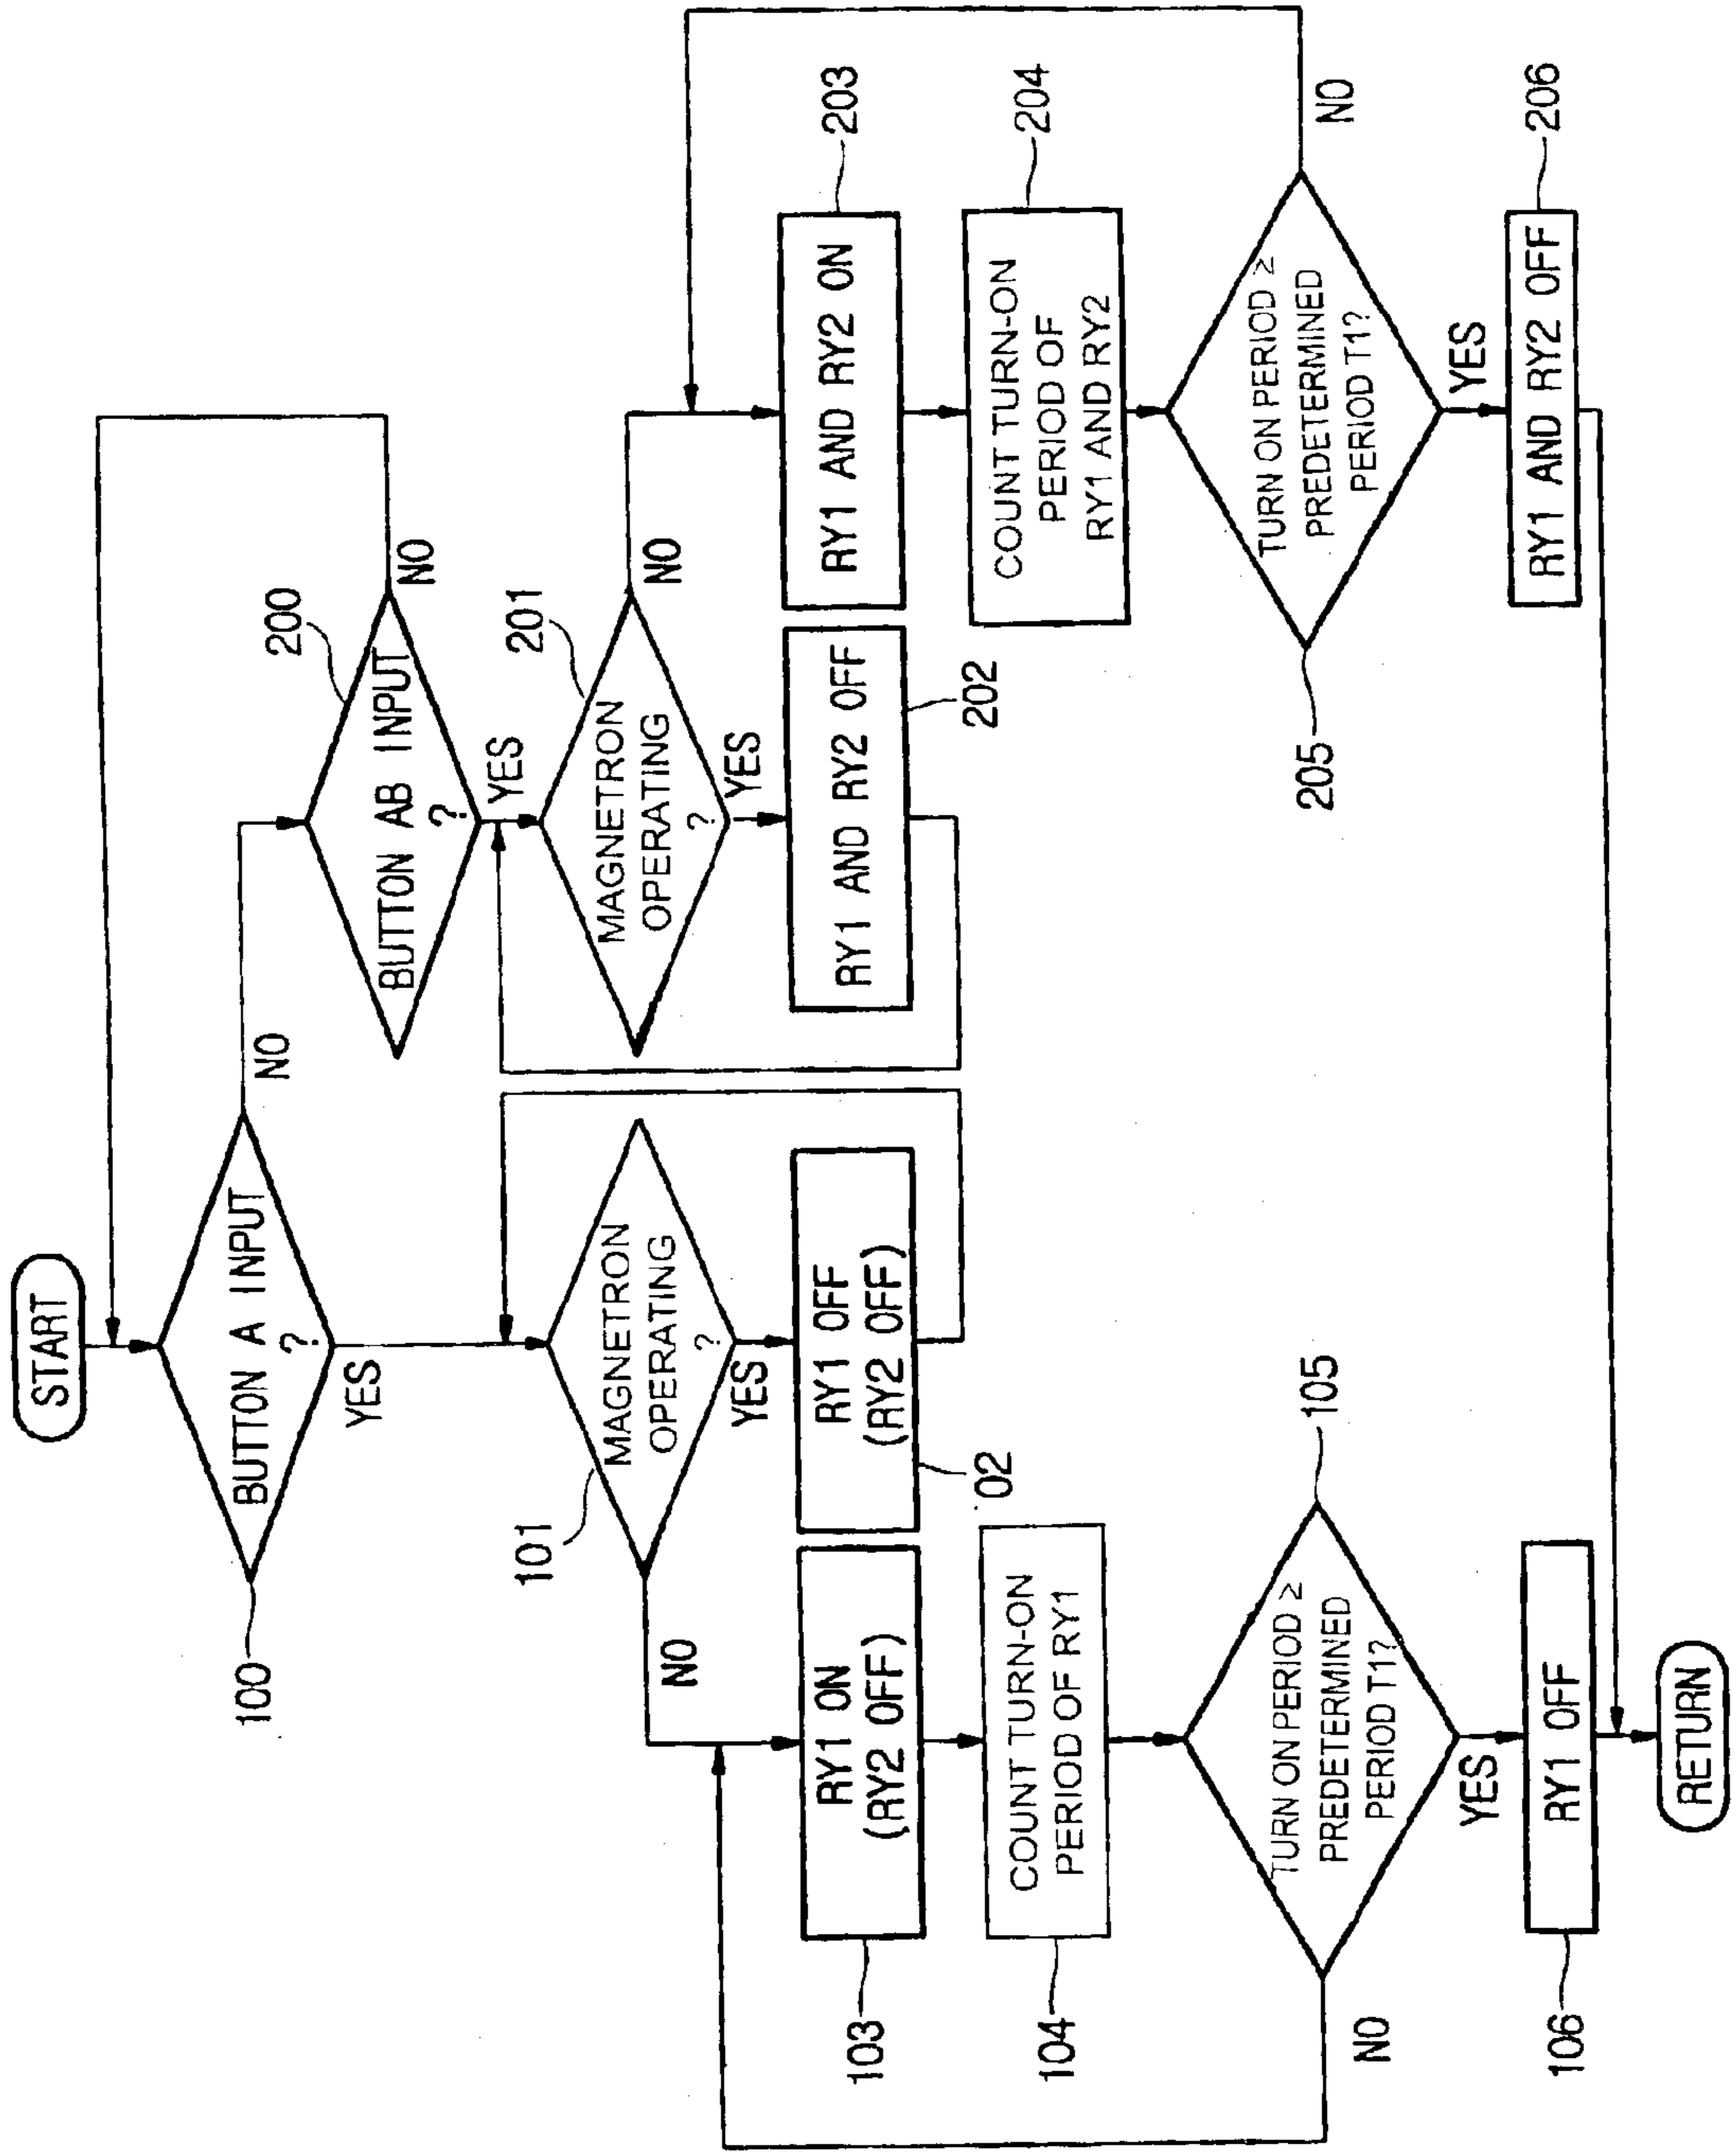 START
100
BUTTON A INPUT
?
NO
YES
200
BUTTON AB INPUT
?
NO
YES
101
MAGNETRON
OPERATING
?
NO
YES
201
MAGNETRON
OPERATING
?
NO
YES
103
RY1 ON
(RY2 OFF)
RY1 OFF
(RY2 OFF)
02
RY1 AND RY2 OFF
202
RY1 AND RY2 ON
203
104
COUNT TURN-ON
PERIOD OF RY1
COUNT TURN-ON
PERIOD OF
RY1 AND RY2
204
105
TURN ON PERIOD ≥
PREDETERMINED
PERIOD T1?
NO
YES
205
TURN ON PERIOD ≥
PREDETERMINED
PERIOD T1?
NO
YES
106
RY1 OFF
RY1 AND RY2 OFF
206
RETURN